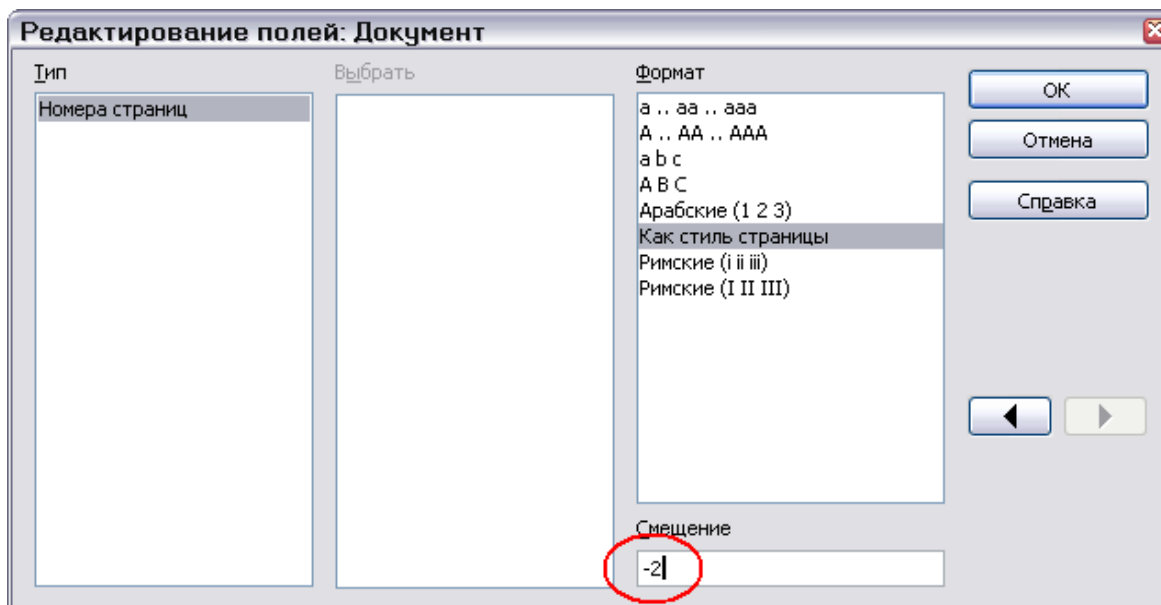 Редактирование полей: Документ
Тип
Выбрать
Формат
Номера страниц
a .. aa .. aaa
A .. AA .. AAA
a b c
A B C
Арабские (1 2 3)
Как стиль страницы
Римские (i ii iii)
Римские (I II III)
Смещение
-2
ОК
Отмена
Справка